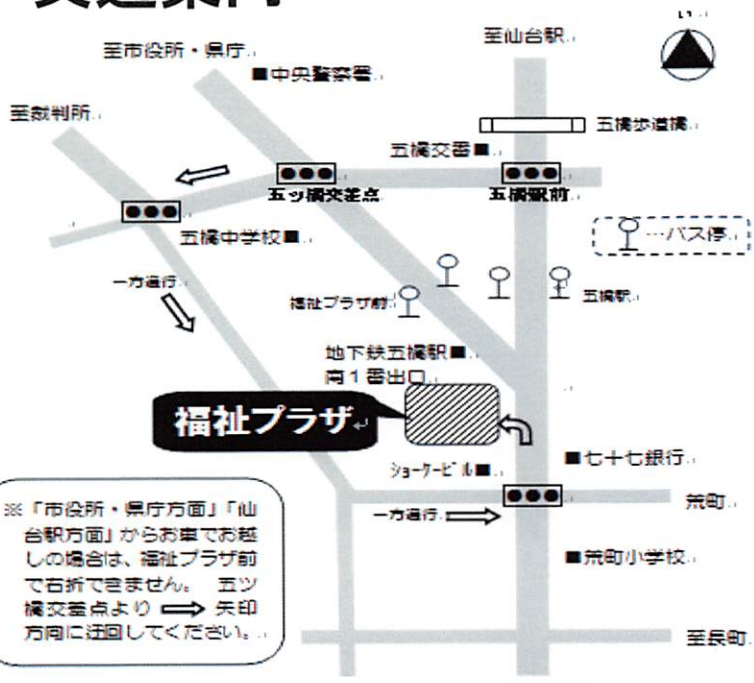 至市役所・県庁
■中央警察署
至仙台駅
至裁判所
五橋歩道橋
五橋交番■
五ツ橋交差点
五橋駅前
五橋中学校■
…バス停
一方通行
福祉プラザ前
五橋駅
地下鉄五橋駅■
南1番出口
福祉プラザ
ショーケービル■
■七十七銀行
一方通行
荒町
※「市役所・県庁方面」「仙
台駅方面」からお車でお越
しの場合は、福祉プラザ前
で右折できません。 五ツ
橋交差点より ⇒ 矢印
方向に迂回してください。
■荒町小学校
至長町